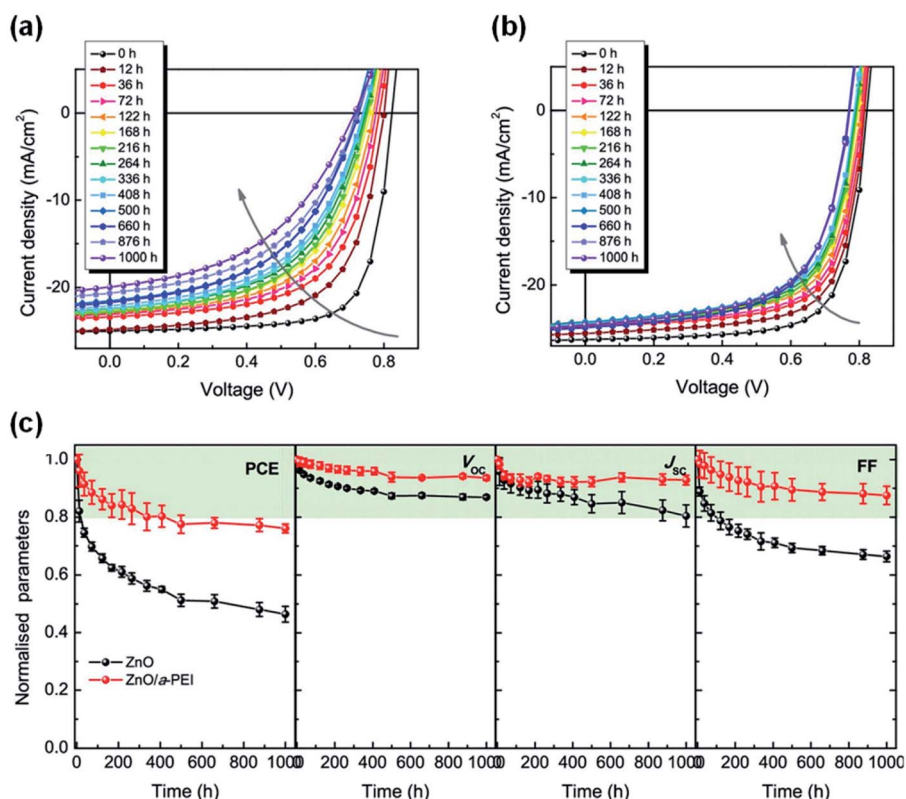 (a)
0 h
12 h
36 h
72 h
122 h
168 h
216 h
264 h
336 h
408 h
500 h
660 h
876 h
1000 h
0
-10
-20
0.0 0.2 0.4 0.6 0.8
Current density (mA/cm²)
Voltage (V)
(b)
0 h
12 h
36 h
72 h
122 h
168 h
216 h
264 h
336 h
408 h
500 h
660 h
876 h
1000 h
0
-10
-20
0.0 0.2 0.4 0.6 0.8
Current density (mA/cm²)
Voltage (V)
(c)
PCE
V_OC
J_SC
FF
1.0
0.8
0.6
0.4
0.2
0.0
Normalised parameters
ZnO
ZnO/a-PEI
0 200 400 600 800 1000 0 200 400 600 800 1000 0 200 400 600 800 1000 0 200 400 600 800 1000
Time (h) Time (h) Time (h) Time (h)